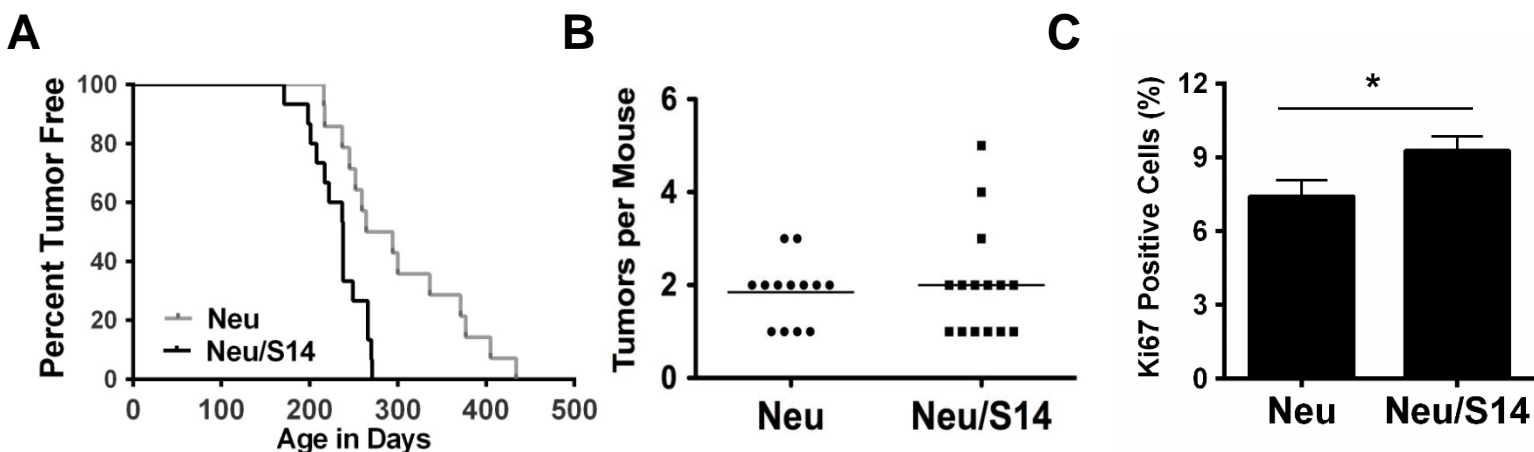 A
Percent Tumor Free
100
80
60
40
20
0
Neu
Neu/S14
0 100 200 300 400 500
Age in Days
B
Tumors per Mouse
6
4
2
0
Neu Neu/S14
C
Ki67 Positive Cells (%)
12
9
6
3
0
*
Neu Neu/S14